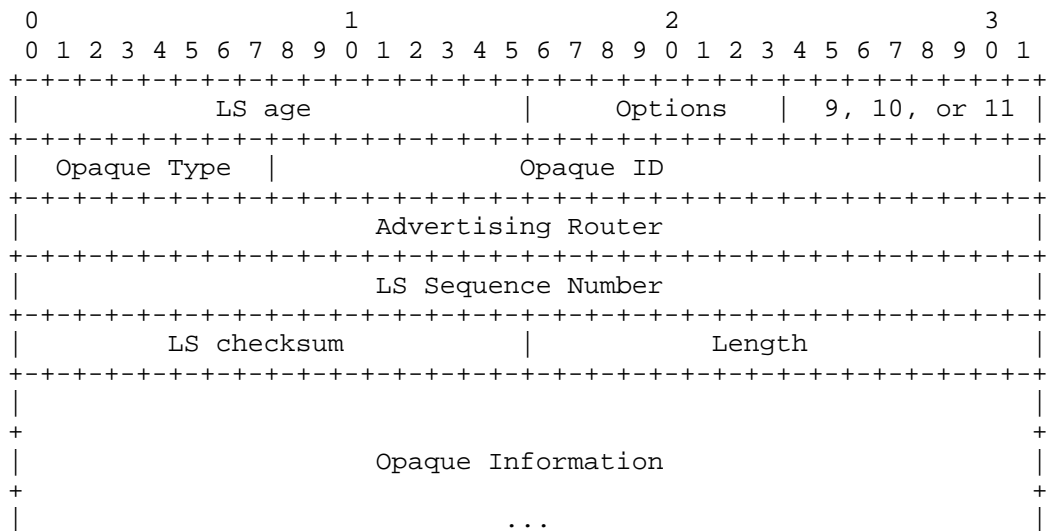 0                   1                   2                   3
 0 1 2 3 4 5 6 7 8 9 0 1 2 3 4 5 6 7 8 9 0 1 2 3 4 5 6 7 8 9 0 1
+-+-+-+-+-+-+-+-+-+-+-+-+-+-+-+-+-+-+-+-+-+-+-+-+-+-+-+-+-+-+-+-+
|            LS age             |     Options   |  9, 10, or 11 |
+-+-+-+-+-+-+-+-+-+-+-+-+-+-+-+-+-+-+-+-+-+-+-+-+-+-+-+-+-+-+-+-+
|  Opaque Type  |               Opaque ID                       |
+-+-+-+-+-+-+-+-+-+-+-+-+-+-+-+-+-+-+-+-+-+-+-+-+-+-+-+-+-+-+-+-+
|                      Advertising Router                       |
+-+-+-+-+-+-+-+-+-+-+-+-+-+-+-+-+-+-+-+-+-+-+-+-+-+-+-+-+-+-+-+-+
|                      LS Sequence Number                       |
+-+-+-+-+-+-+-+-+-+-+-+-+-+-+-+-+-+-+-+-+-+-+-+-+-+-+-+-+-+-+-+-+
|         LS checksum           |           Length              |
+-+-+-+-+-+-+-+-+-+-+-+-+-+-+-+-+-+-+-+-+-+-+-+-+-+-+-+-+-+-+-+-+
|                                                               |
+                                                               +
|                      Opaque Information                       |
+                                                               +
|                              ...                              |